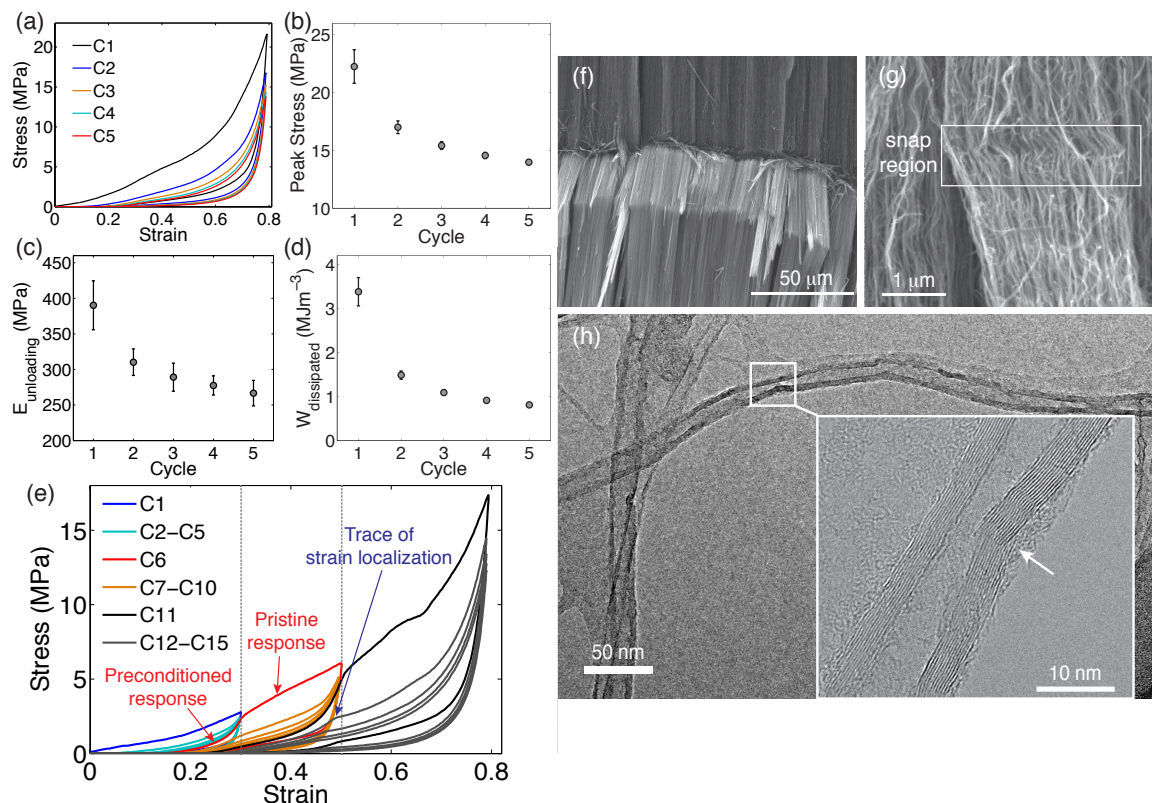 (a)
C1
C2
C3
C4
C5
Stress (MPa)
20
15
10
5
0
0
0.2
0.4
0.6
0.8
Strain
(b)
Peak Stress (MPa)
25
20
15
10
1
2
3
4
5
Cycle
(c)
E_unloading (MPa)
450
400
350
300
250
200
1
2
3
4
5
Cycle
(d)
W_dissipated (MJm−3)
4
3
2
1
0
1
2
3
4
5
Cycle
(e)
C1
C2−C5
C6
C7−C10
C11
C12−C15
Trace of
strain localization
Pristine
response
Preconditioned
response
Stress (MPa)
15
10
5
0
0
0.2
0.4
0.6
0.8
Strain
(f)
50 μm
(g)
snap
region
1 μm
(h)
50 nm
10 nm